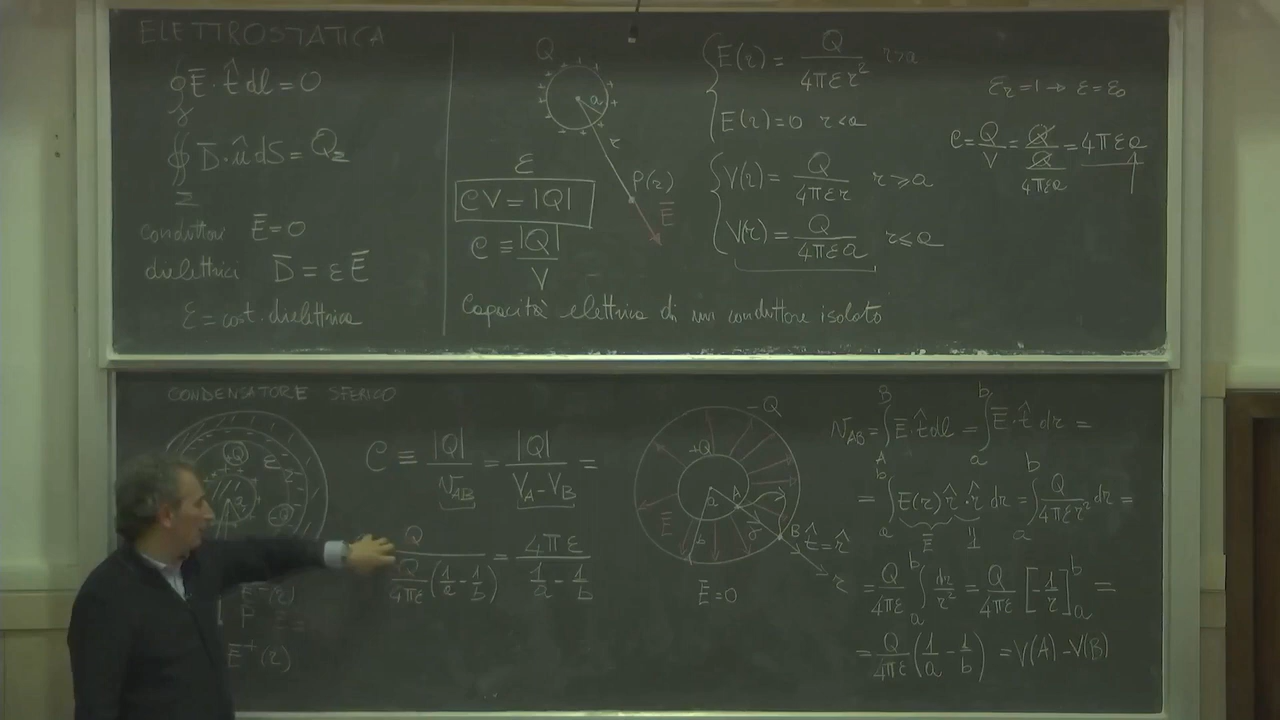 ELETTROSTATICA
∮_γ Ē · t̂ dl = 0
∯_Σ D̄ · û dS = Q_Σ
conduttori Ē = 0
dielettrici D̄ = ε Ē
ε = cost. dielettrica
Q
a
r
P(r)
Ē
ε
CV = |Q|
C ≡ |Q| / V
Capacità elettrica di un conduttore isolato
E(r) = Q / 4πεr² r>a
E(r) = 0 r<a
V(r) = Q / 4πεr r ⩾ a
V(r) = Q / 4πεa r ⩽ a
εr = 1 → ε = ε₀
C = Q/V = Q / (Q / 4πεa) = 4πεa
CONDENSATORE SFERICO
+Q
ε
-Q
C ≡ |Q| / V_AB = |Q| / (V_A - V_B) =
Q / (Q/4πε (1/a - 1/b)) = 4πε / (1/a - 1/b)
(r)
Ē⁺(r)
-Q
+Q
a
A
b
γ
B
t̂ = r̂
r
Ē
Ē = 0
V_AB = ∫_A^B Ē · t̂ dl = ∫_a^b Ē · t̂ dr =
= ∫_a^b E(r) r̂ · r̂ dr = ∫_a^b Q / 4πεr² dr =
Ē 1
= Q/4πε ∫_a^b dr/r² = Q/4πε [-1/r]_a^b =
= Q/4πε (1/a - 1/b) = V(A) - V(B)